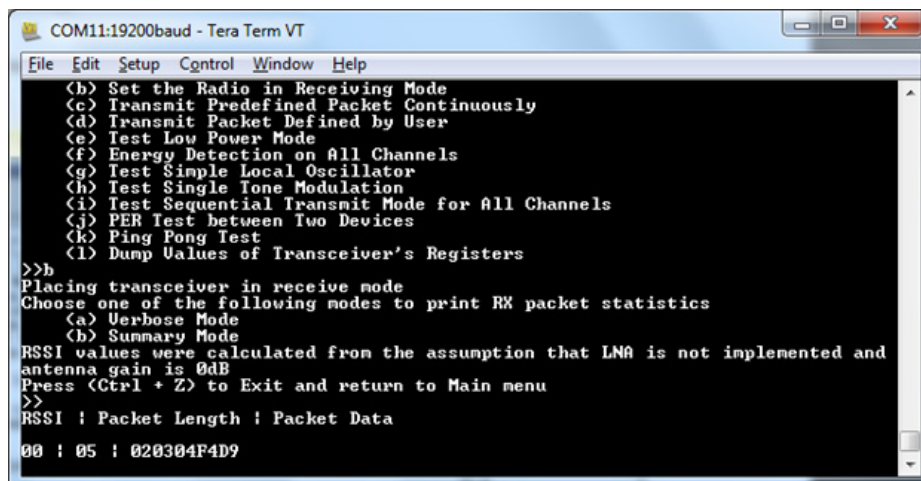 COM11:19200baud - Tera Term VT
File Edit Setup Control Window Help
(b) Set the Radio in Receiving Mode
(c) Transmit Predefined Packet Continuously
(d) Transmit Packet Defined by User
(e) Test Low Power Mode
(f) Energy Detection on All Channels
(g) Test Simple Local Oscillator
(h) Test Single Tone Modulation
(i) Test Sequential Transmit Mode for All Channels
(j) PER Test between Two Devices
(k) Ping Pong Test
(l) Dump Values of Transceiver's Registers
>>b
Placing transceiver in receive mode
Choose one of the following modes to print RX packet statistics
(a) Verbose Mode
(b) Summary Mode
RSSI values were calculated from the assumption that LNA is not implemented and
antenna gain is 0dB
Press (Ctrl + Z) to Exit and return to Main menu
>>
RSSI | Packet Length | Packet Data
00 | 05 | 020304F4D9